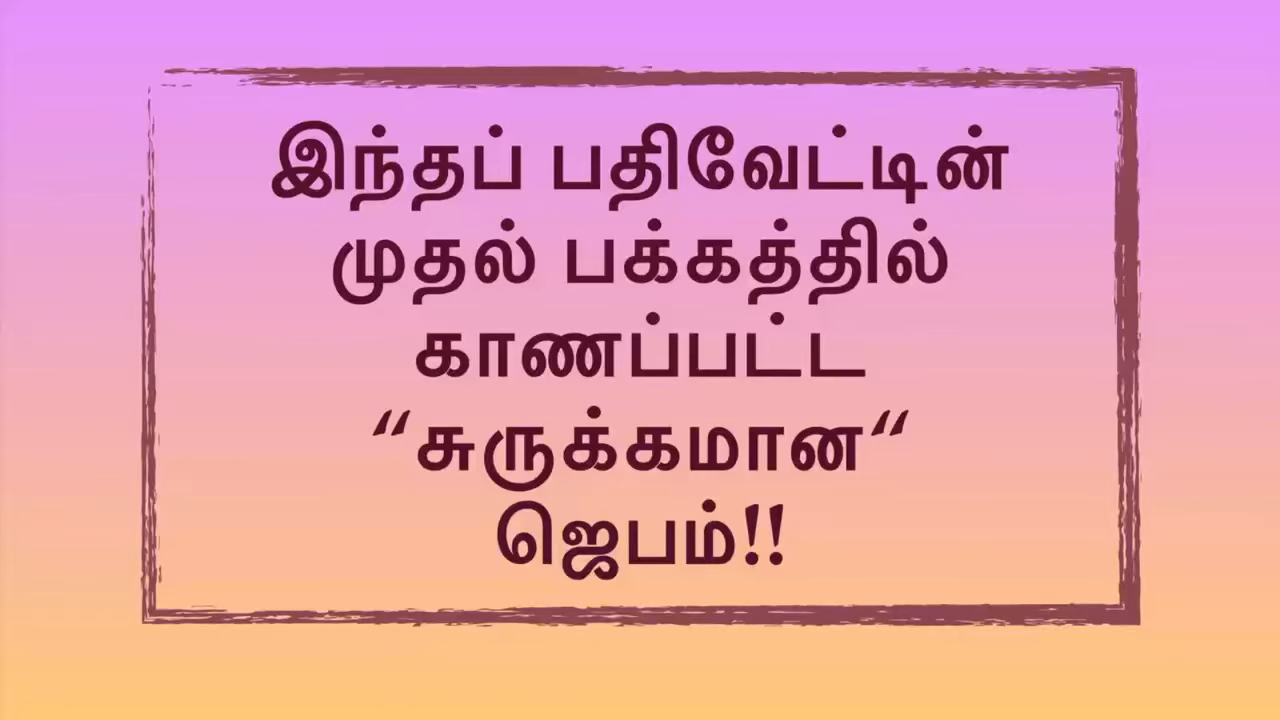 இந்தப் பதிவேட்டின்
முதல் பக்கத்தில்
காணப்பட்ட
“சுருக்கமான“
ஜெபம்!!